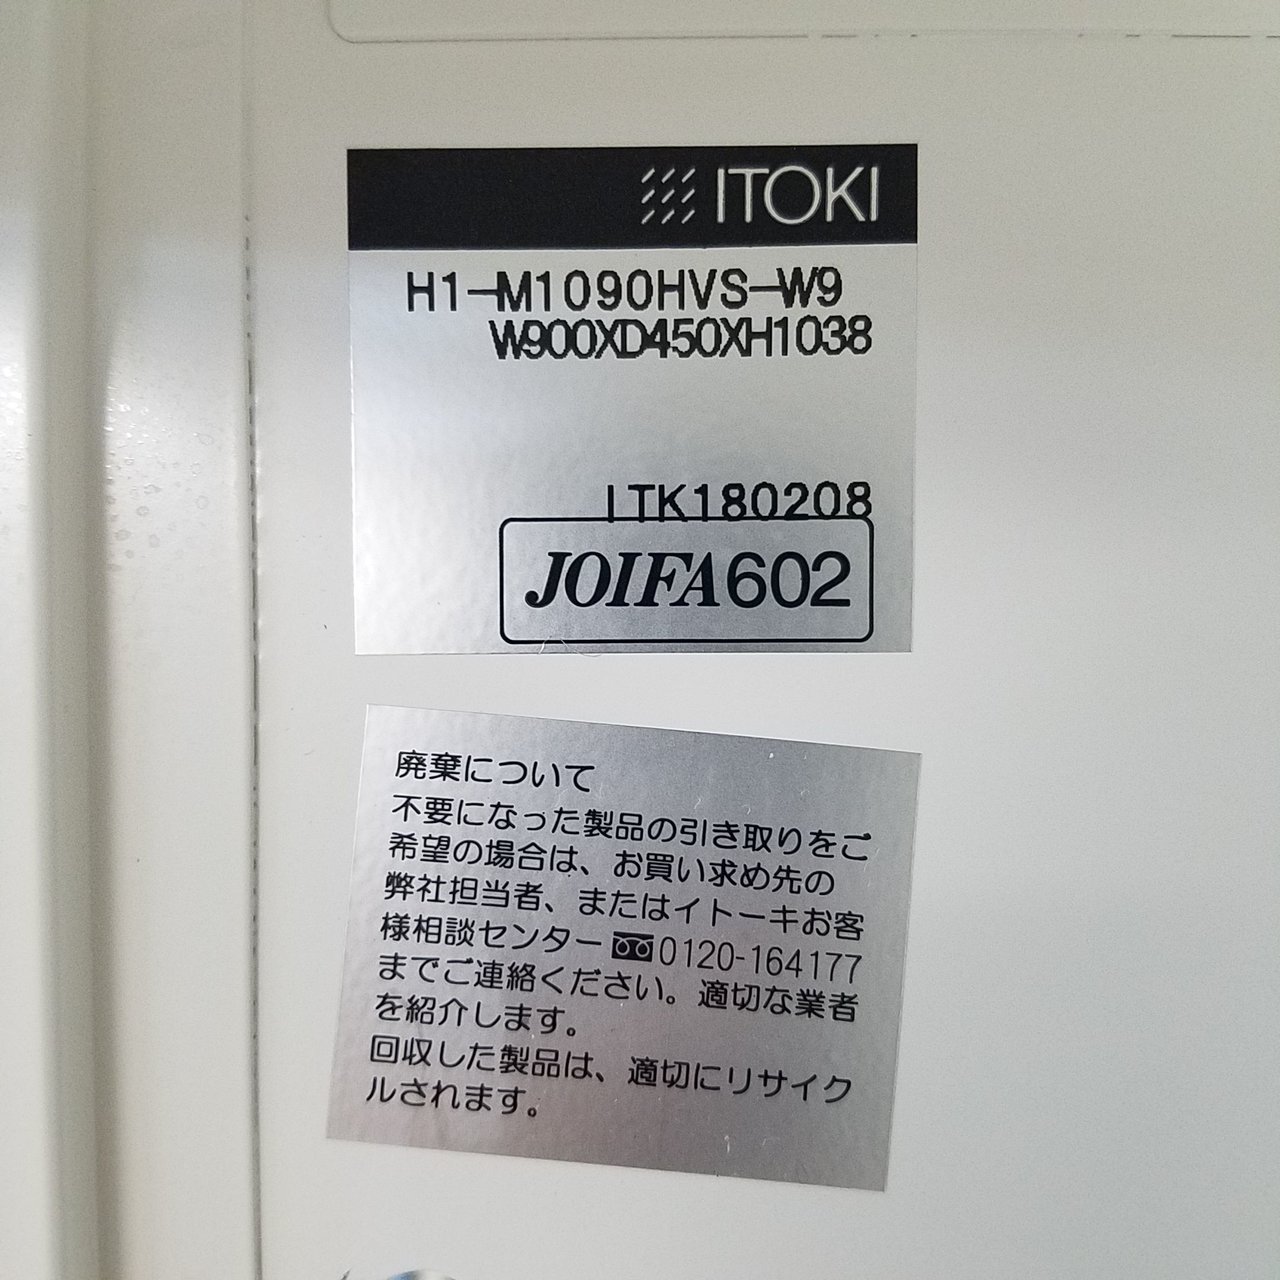 ITOKI
H1-M1090HVS-W9
W900XD450XH1038
ITK180208
JOIFA602
廃棄について
不要になった製品の引き取りをご
希望の場合は、お買い求め先の
弊社担当者、またはイトーキお客
様相談センター0120-164177
までご連絡ください。適切な業者
を紹介します。
回収した製品は、適切にリサイク
ルされます。